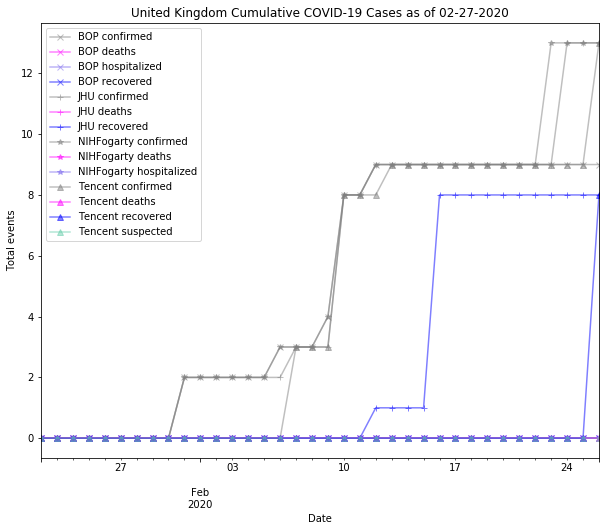 United Kingdom Cumulative COVID-19 Cases as of 02-27-2020
BOP confirmed
BOP deaths
BOP hospitalized
BOP recovered
JHU confirmed
JHU deaths
JHU recovered
NIHFogarty confirmed
NIHFogarty deaths
NIHFogarty hospitalized
Tencent confirmed
Tencent deaths
Tencent recovered
Tencent suspected
Total events
12
10
8
6
4
2
0
27 03 10 17 24
Feb
2020
Date